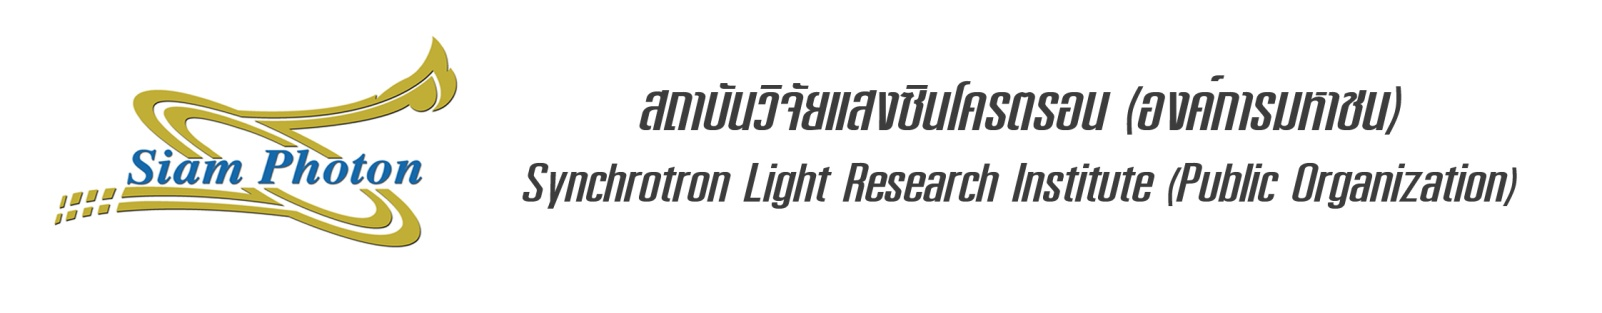 Siam Photon
สถาบันวิจัยแสงซินโครตรอน (องค์การมหาชน)
Synchrotron Light Research Institute (Public Organization)